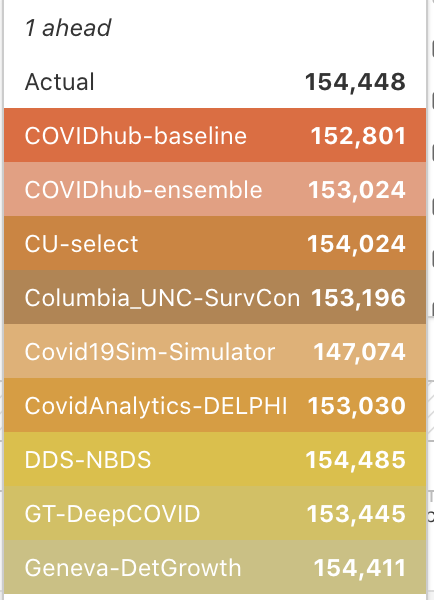 1 ahead
Actual 154,448
COVIDhub-baseline 152,801
COVIDhub-ensemble 153,024
CU-select 154,024
Columbia_UNC-SurvCon 153,196
Covid19Sim-Simulator 147,074
CovidAnalytics-DELPHI 153,030
DDS-NBDS 154,485
GT-DeepCOVID 153,445
Geneva-DetGrowth 154,411